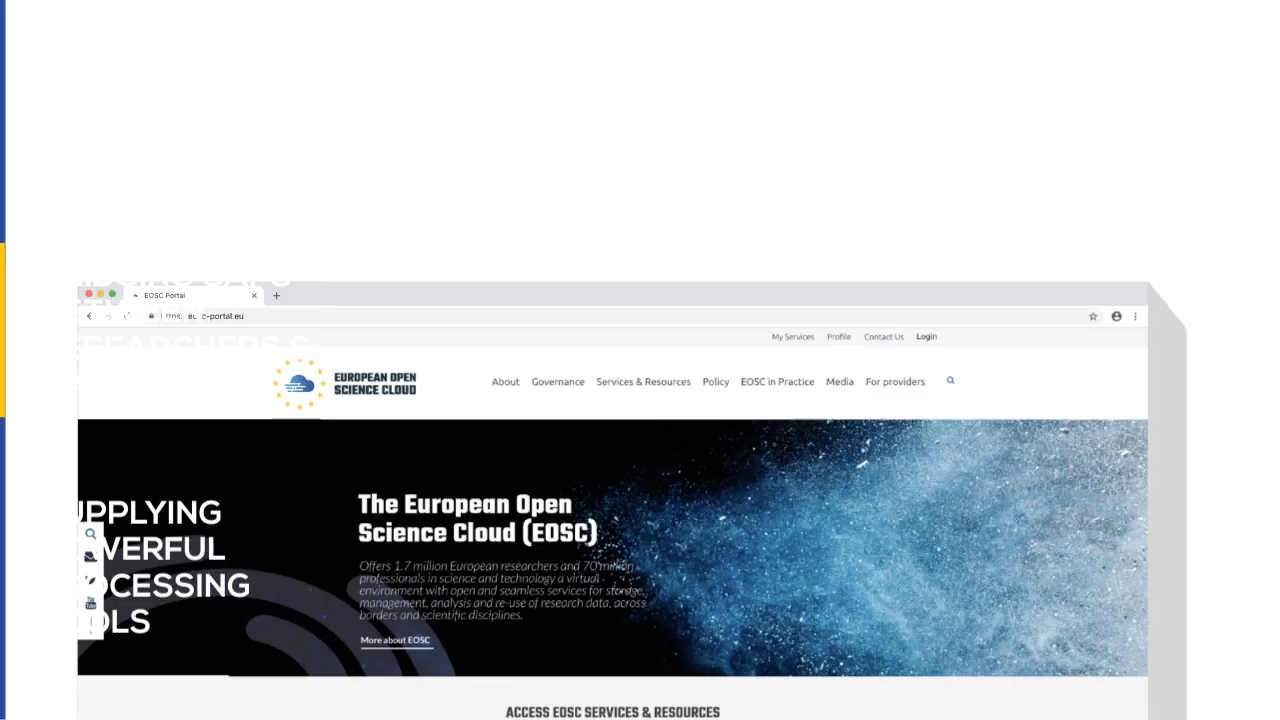 EOSC Portal
c-portal.eu
My Services Profile Contact Us Login
EUROPEAN OPEN
SCIENCE CLOUD
About Governance Services & Resources Policy EOSC in Practice Media For providers
The European Open
Science Cloud (EOSC)
Offers 1.7 million European researchers and 70 million
professionals in science and technology a virtual
environment with open and seamless services for storage,
management, analysis and re-use of research data, across
borders and scientific disciplines.
More about EOSC
UPPLYING
WERFUL
OCESSING
OLS
ACCESS EOSC SERVICES & RESOURCES